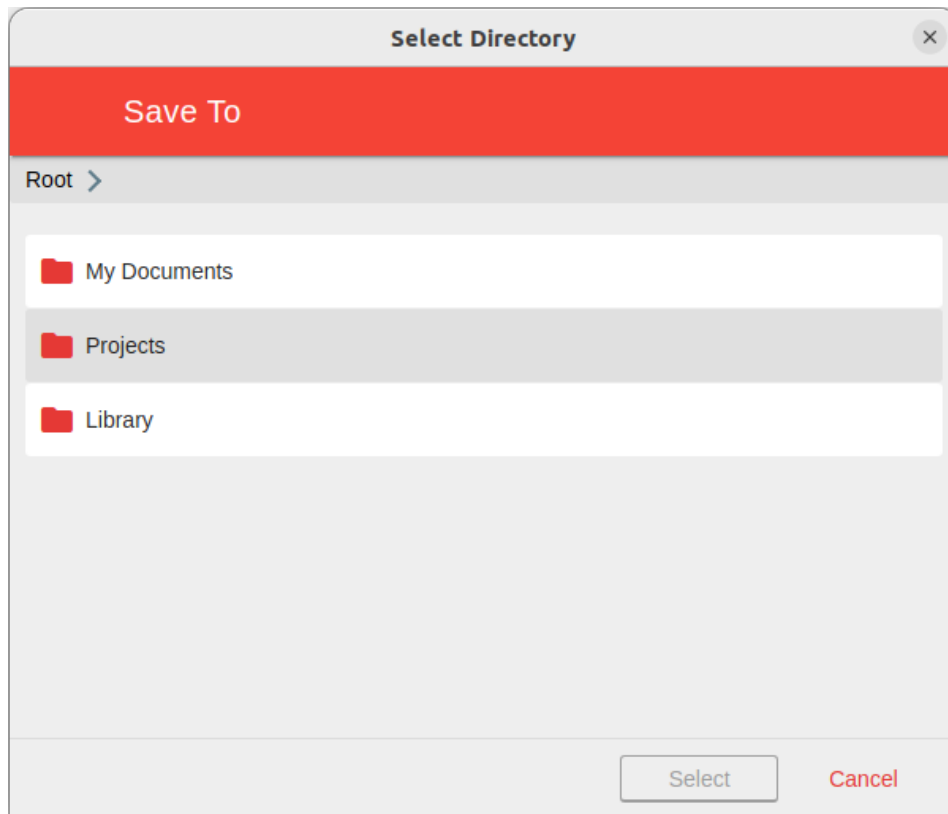 Select Directory
Save To
Root
My Documents
Projects
Library
Select Cancel